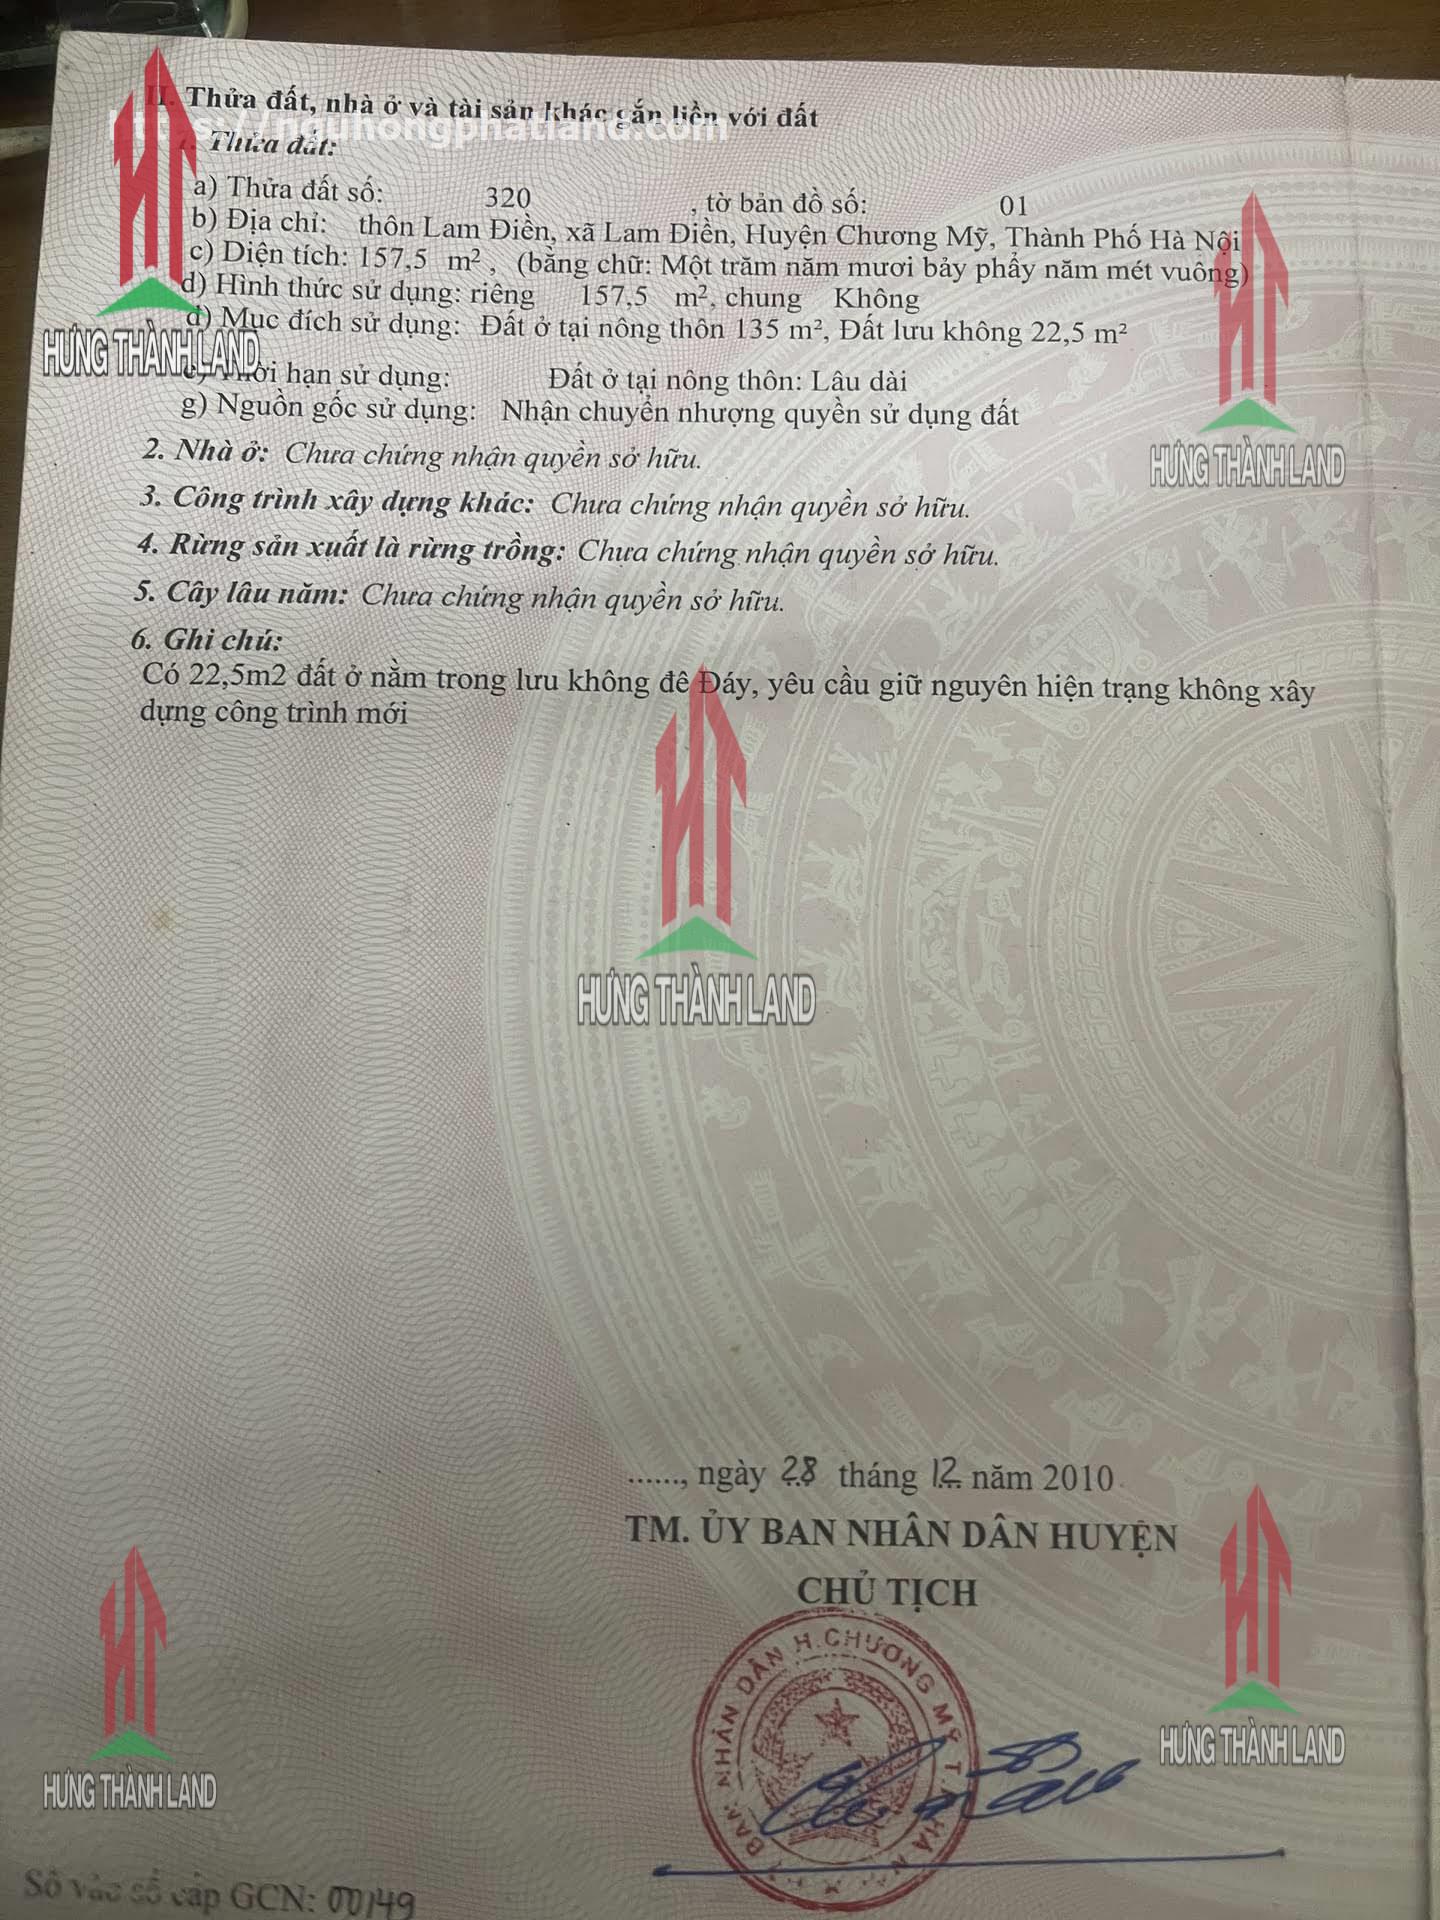 II. Thửa đất, nhà ở và tài sản khác gắn liền với đất
https://nguhongphatland.com
1. Thửa đất:
a) Thửa đất số: 320 , tờ bản đồ số: 01
b) Địa chỉ: thôn Lam Điền, xã Lam Điền, Huyện Chương Mỹ, Thành Phố Hà Nội
c) Diện tích: 157,5 m², (bằng chữ: Một trăm năm mươi bảy phẩy năm mét vuông)
d) Hình thức sử dụng: riêng 157,5 m², chung Không
đ) Mục đích sử dụng: Đất ở tại nông thôn 135 m², Đất lưu không 22,5 m²
HƯNG THÀNH LAND
e) Thời hạn sử dụng: Đất ở tại nông thôn: Lâu dài
g) Nguồn gốc sử dụng: Nhận chuyển nhượng quyền sử dụng đất
2. Nhà ở: Chưa chứng nhận quyền sở hữu.
HƯNG THÀNH LAND
3. Công trình xây dựng khác: Chưa chứng nhận quyền sở hữu.
4. Rừng sản xuất là rừng trồng: Chưa chứng nhận quyền sở hữu.
5. Cây lâu năm: Chưa chứng nhận quyền sở hữu.
6. Ghi chú:
Có 22,5m2 đất ở nằm trong lưu không đê Đáy, yêu cầu giữ nguyên hiện trạng không xây
dựng công trình mới
HƯNG THÀNH LAND
......, ngày 28 tháng 12 năm 2010
TM. ỦY BAN NHÂN DÂN HUYỆN
CHỦ TỊCH
BAN NHÂN DÂN H. CHƯƠNG MỸ T.
HƯNG THÀNH LAND
HƯNG THÀNH LAND
Số vào sổ cấp GCN: 00149